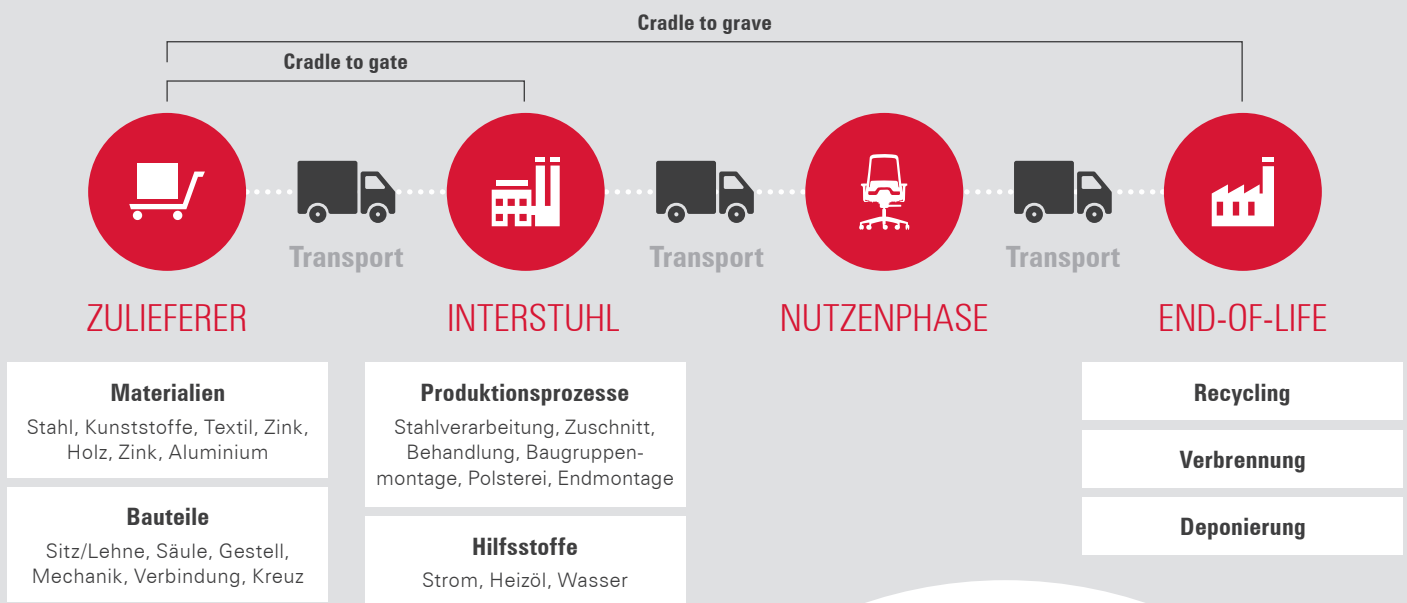 Cradle to grave
Cradle to gate
Transport
Transport
Transport
ZULIEFERER
INTERSTUHL
NUTZENPHASE
END-OF-LIFE
Materialien
Stahl, Kunststoffe, Textil, Zink,
Holz, Zink, Aluminium
Bauteile
Sitz/Lehne, Säule, Gestell,
Mechanik, Verbindung, Kreuz
Produktionsprozesse
Stahlverarbeitung, Zuschnitt,
Behandlung, Baugruppen-
montage, Polsterei, Endmontage
Hilfsstoffe
Strom, Heizöl, Wasser
Recycling
Verbrennung
Deponierung